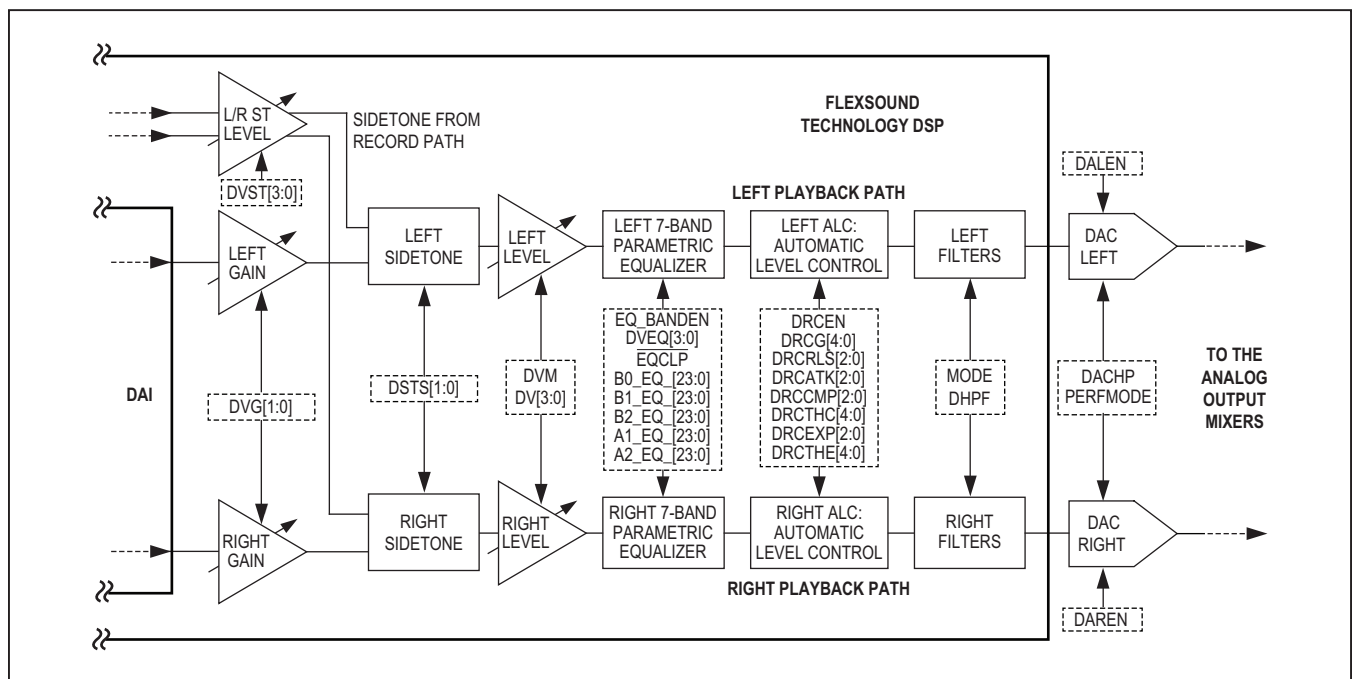 L/R ST
LEVEL
SIDETONE FROM
RECORD PATH
FLEXSOUND
TECHNOLOGY DSP
DVST[3:0]
LEFT PLAYBACK PATH
DALEN
LEFT
GAIN
LEFT
SIDETONE
LEFT
LEVEL
LEFT 7-BAND
PARAMETRIC
EQUALIZER
LEFT ALC:
AUTOMATIC
LEVEL CONTROL
LEFT
FILTERS
DAC
LEFT
DAI
DVG[1:0]
DSTS[1:0]
DVM
DV[3:0]
EQ_BANDEN
DVEQ[3:0]
EQCLP
B0_EQ_[23:0]
B1_EQ_[23:0]
B2_EQ_[23:0]
A1_EQ_[23:0]
A2_EQ_[23:0]
DRCEN
DRCG[4:0]
DRCRLS[2:0]
DRCATK[2:0]
DRCCMP[2:0]
DRCTHC[4:0]
DRCEXP[2:0]
DRCTHE[4:0]
MODE
DHPF
DACHP
PERFMODE
TO THE
ANALOG
OUTPUT
MIXERS
RIGHT
GAIN
RIGHT
SIDETONE
RIGHT
LEVEL
RIGHT 7-BAND
PARAMETRIC
EQUALIZER
RIGHT ALC:
AUTOMATIC
LEVEL CONTROL
RIGHT
FILTERS
DAC
RIGHT
RIGHT PLAYBACK PATH
DAREN